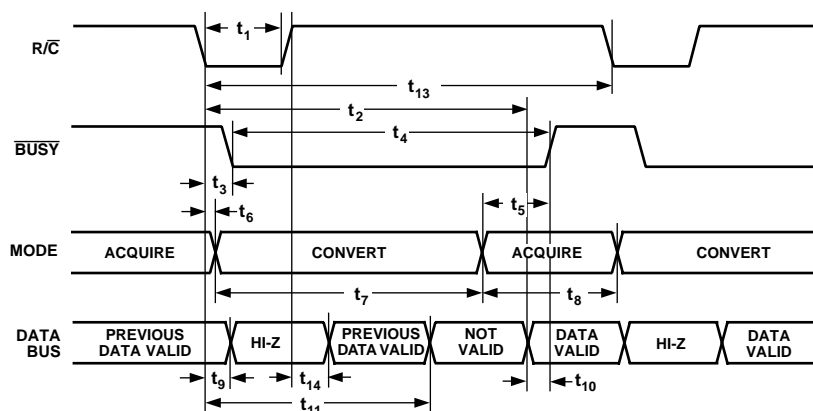 t1
R/C̅
t13
t2
t4
B̅U̅S̅Y̅
t3
t5
t6
MODE
ACQUIRE
CONVERT
ACQUIRE
CONVERT
t7
t8
DATA
BUS
PREVIOUS
DATA VALID
HI-Z
PREVIOUS
DATA VALID
NOT
VALID
DATA
VALID
HI-Z
DATA
VALID
t9
t14
t10
t11